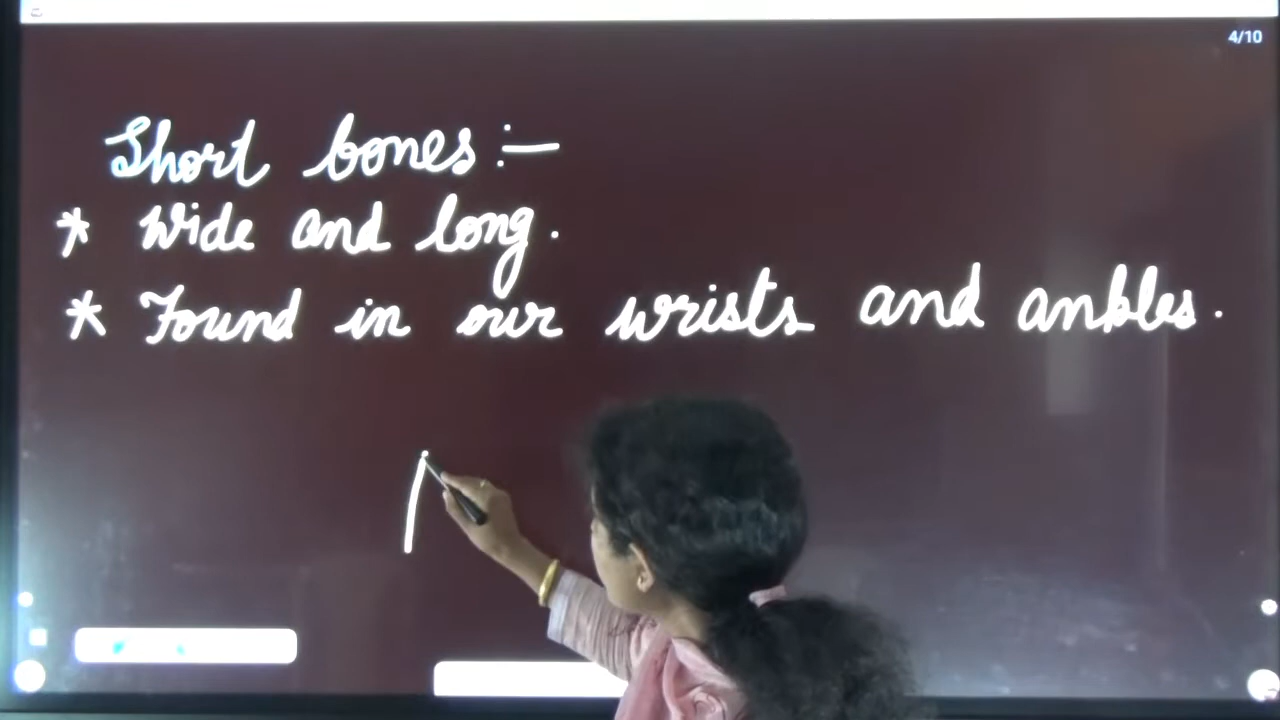 4/10
Short bones :-
* Wide and long.
* Found in our wrists and ankles.